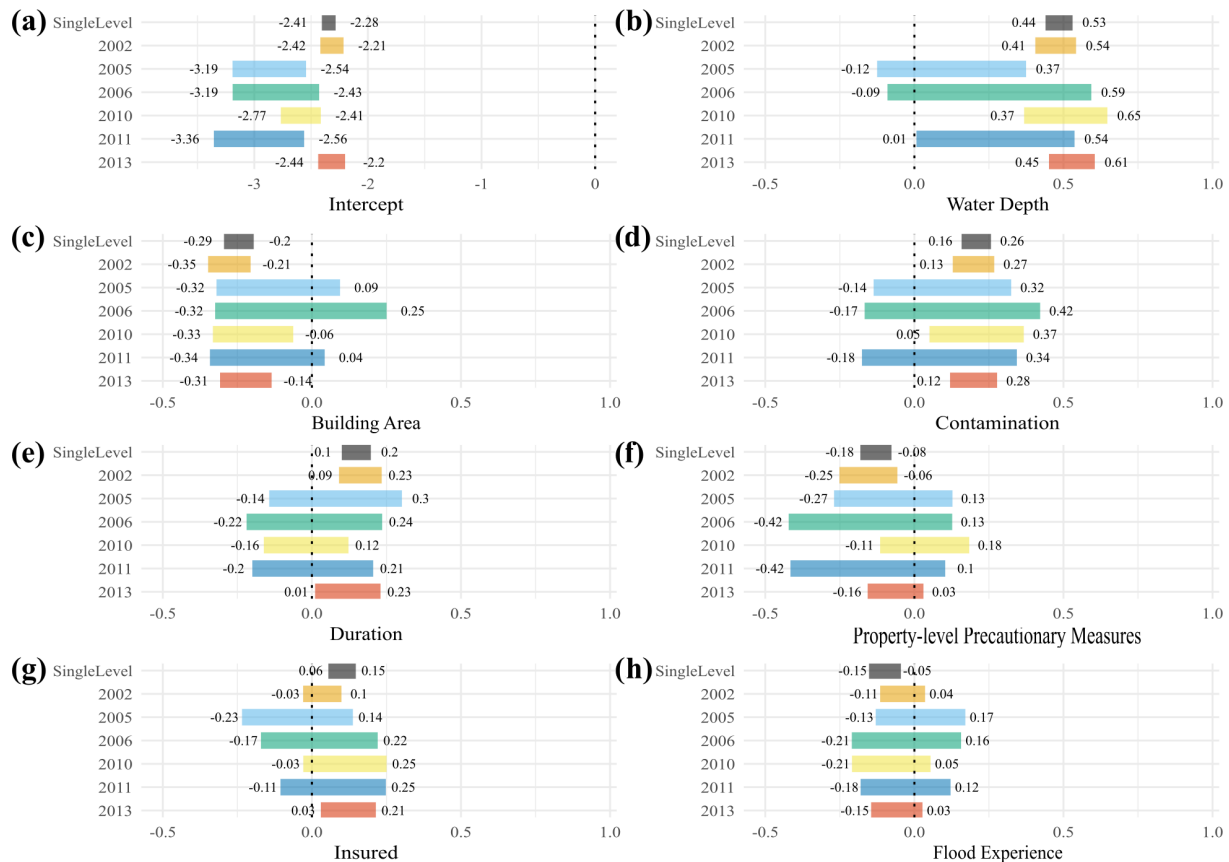 (a)
SingleLevel -2.41 -2.28
2002 -2.42 -2.21
2005 -3.19 -2.54
2006 -3.19 -2.43
2010 -2.77 -2.41
2011 -3.36 -2.56
2013 -2.44 -2.2
-3 -2 -1 0
Intercept
(b)
SingleLevel 0.44 0.53
2002 0.41 0.54
2005 -0.12 0.37
2006 -0.09 0.59
2010 0.37 0.65
2011 0.01 0.54
2013 0.45 0.61
-0.5 0.0 0.5 1.0
Water Depth
(c)
SingleLevel -0.29 -0.2
2002 -0.35 -0.21
2005 -0.32 0.09
2006 -0.32 0.25
2010 -0.33 -0.06
2011 -0.34 0.04
2013 -0.31 -0.14
-0.5 0.0 0.5 1.0
Building Area
(d)
SingleLevel 0.16 0.26
2002 0.13 0.27
2005 -0.14 0.32
2006 -0.17 0.42
2010 0.05 0.37
2011 -0.18 0.34
2013 0.12 0.28
-0.5 0.0 0.5 1.0
Contamination
(e)
SingleLevel 0.1 0.2
2002 0.09 0.23
2005 -0.14 0.3
2006 -0.22 0.24
2010 -0.16 0.12
2011 -0.2 0.21
2013 0.01 0.23
-0.5 0.0 0.5 1.0
Duration
(f)
SingleLevel -0.18 -0.08
2002 -0.25 -0.06
2005 -0.27 0.13
2006 -0.42 0.13
2010 -0.11 0.18
2011 -0.42 0.1
2013 -0.16 0.03
-0.5 0.0 0.5 1.0
Property-level Precautionary Measures
(g)
SingleLevel 0.06 0.15
2002 -0.03 0.1
2005 -0.23 0.14
2006 -0.17 0.22
2010 -0.03 0.25
2011 -0.11 0.25
2013 0.03 0.21
-0.5 0.0 0.5 1.0
Insured
(h)
SingleLevel -0.15 -0.05
2002 -0.11 0.04
2005 -0.13 0.17
2006 -0.21 0.16
2010 -0.21 0.05
2011 -0.18 0.12
2013 -0.15 0.03
-0.5 0.0 0.5 1.0
Flood Experience